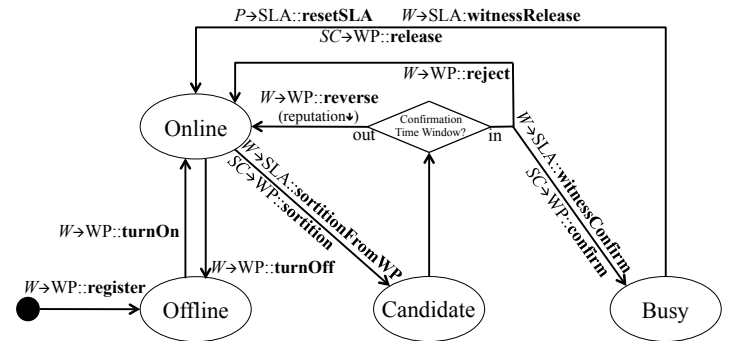 P→SLA::resetSLA W→SLA:witnessRelease
SC→WP::release
W→WP::reject
W→WP::reverse
(reputation↓)
Confirmation
Time Window?
Online
out
in
W→SLA::sortitionFromWP
SC→WP::sortition
W→SLA::witnessConfirm
SC→WP::confirm
W→WP::turnOn
W→WP::turnOff
W→WP::register
Offline
Candidate
Busy